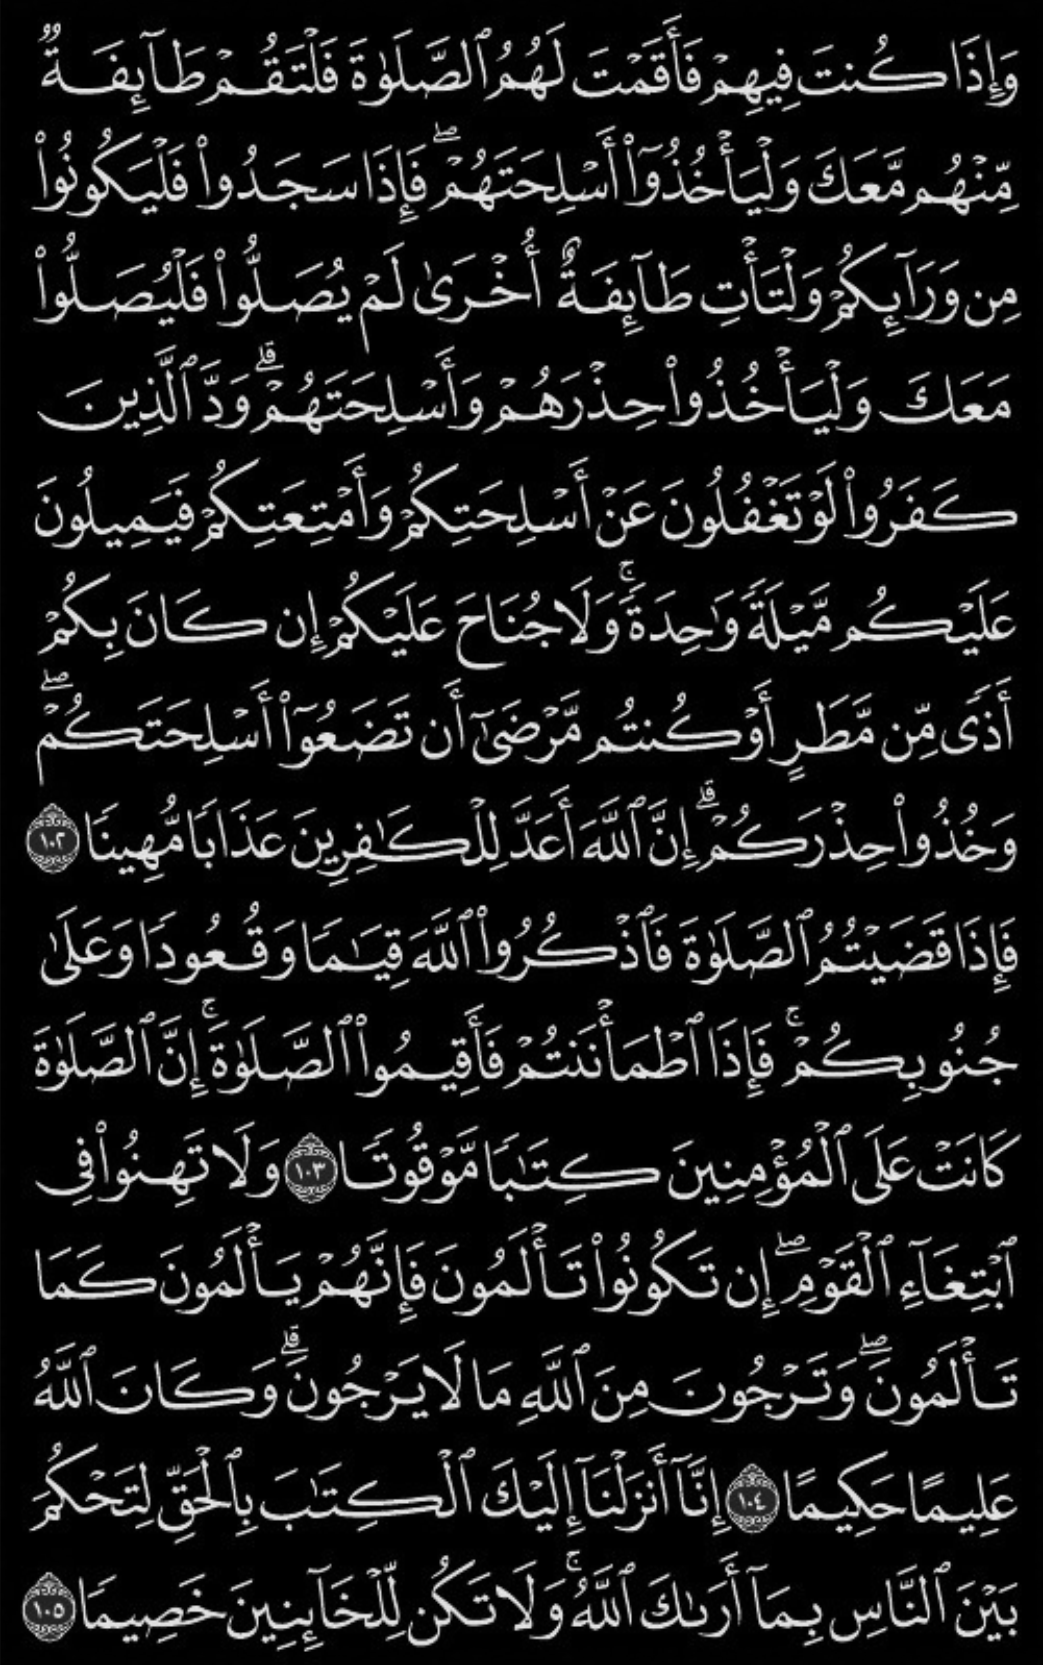 وَإِذَا كُنتَ فِيهِمْ فَأَقَمْتَ لَهُمُ ٱلصَّلَوٰةَ فَلْتَقُمْ طَآئِفَةٌ
مِّنْهُم مَّعَكَ وَلْيَأْخُذُوٓا۟ أَسْلِحَتَهُمْ ۖ فَإِذَا سَجَدُوا۟ فَلْيَكُونُوا۟
مِن وَرَآئِكُمْ وَلْتَأْتِ طَآئِفَةٌ أُخْرَىٰ لَمْ يُصَلُّوا۟ فَلْيُصَلُّوا۟
مَعَكَ وَلْيَأْخُذُوا۟ حِذْرَهُمْ وَأَسْلِحَتَهُمْ ۗ وَدَّ ٱلَّذِينَ
كَفَرُوا۟ لَوْ تَغْفُلُونَ عَنْ أَسْلِحَتِكُمْ وَأَمْتِعَتِكُمْ فَيَمِيلُونَ
عَلَيْكُم مَّيْلَةً وَٰحِدَةً ۚ وَلَا جُنَاحَ عَلَيْكُمْ إِن كَانَ بِكُمْ
أَذًى مِّن مَّطَرٍ أَوْ كُنتُم مَّرْضَىٰٓ أَن تَضَعُوٓا۟ أَسْلِحَتَكُمْ ۖ
وَخُذُوا۟ حِذْرَكُمْ ۗ إِنَّ ٱللَّهَ أَعَدَّ لِلْكَـٰفِرِينَ عَذَابًا مُّهِينًا ١٠٢
فَإِذَا قَضَيْتُمُ ٱلصَّلَوٰةَ فَٱذْكُرُوا۟ ٱللَّهَ قِيَـٰمًا وَقُعُودًا وَعَلَىٰ
جُنُوبِكُمْ ۚ فَإِذَا ٱطْمَأْنَنتُمْ فَأَقِيمُوا۟ ٱلصَّلَوٰةَ ۚ إِنَّ ٱلصَّلَوٰةَ
كَانَتْ عَلَى ٱلْمُؤْمِنِينَ كِتَـٰبًا مَّوْقُوتًا ١٠٣ وَلَا تَهِنُوا۟ فِى
ٱبْتِغَآءِ ٱلْقَوْمِ ۖ إِن تَكُونُوا۟ تَأْلَمُونَ فَإِنَّهُمْ يَأْلَمُونَ كَمَا
تَأْلَمُونَ ۖ وَتَرْجُونَ مِنَ ٱللَّهِ مَا لَا يَرْجُونَ ۗ وَكَانَ ٱللَّهُ
عَلِيمًا حَكِيمًا ١٠٤ إِنَّآ أَنزَلْنَآ إِلَيْكَ ٱلْكِتَـٰبَ بِٱلْحَقِّ لِتَحْكُمَ
بَيْنَ ٱلنَّاسِ بِمَآ أَرَىٰكَ ٱللَّهُ ۚ وَلَا تَكُن لِّلْخَآئِنِينَ خَصِيمًا ١٠٥